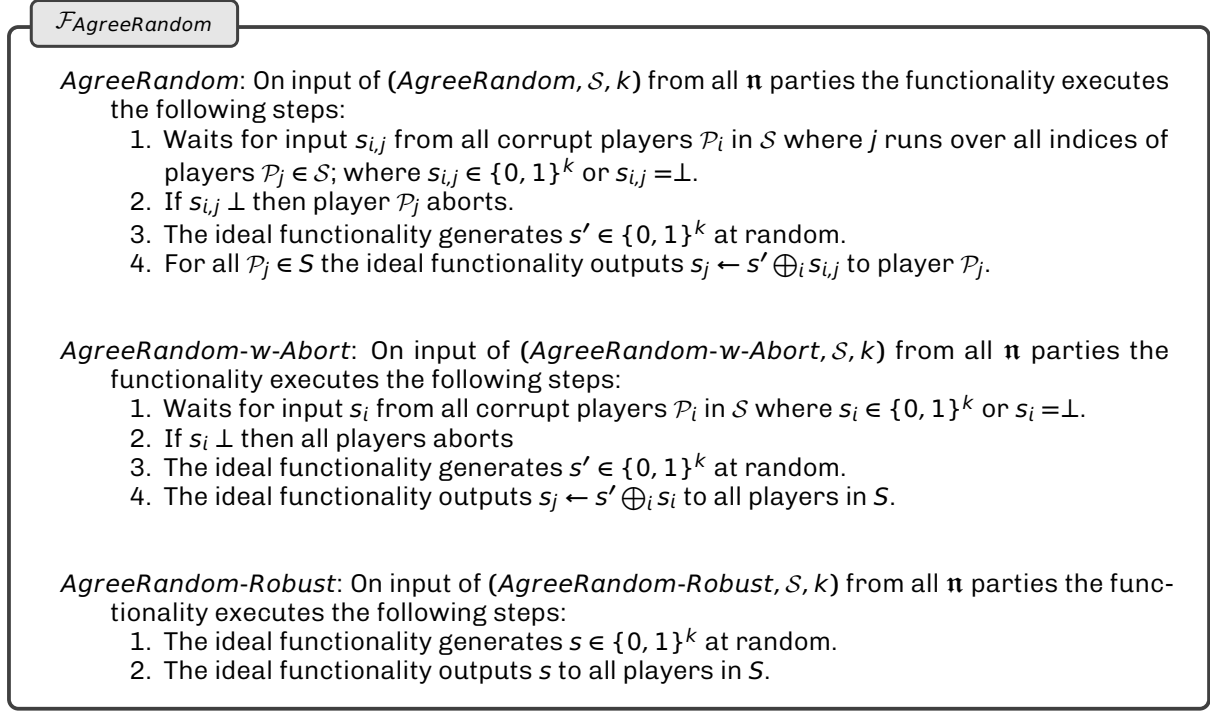 ℱ_AgreeRandom
AgreeRandom: On input of (AgreeRandom, 𝒮, k) from all 𝔫 parties the functionality executes
the following steps:
1. Waits for input s_{i,j} from all corrupt players 𝒫_i in 𝒮 where j runs over all indices of
players 𝒫_j ∈ 𝒮; where s_{i,j} ∈ {0, 1}^k or s_{i,j} =⊥.
2. If s_{i,j} ⊥ then player 𝒫_j aborts.
3. The ideal functionality generates s′ ∈ {0, 1}^k at random.
4. For all 𝒫_j ∈ S the ideal functionality outputs s_j ← s′ ⊕_i s_{i,j} to player 𝒫_j.
AgreeRandom-w-Abort: On input of (AgreeRandom-w-Abort, 𝒮, k) from all 𝔫 parties the
functionality executes the following steps:
1. Waits for input s_i from all corrupt players 𝒫_i in 𝒮 where s_i ∈ {0, 1}^k or s_i =⊥.
2. If s_i ⊥ then all players aborts
3. The ideal functionality generates s′ ∈ {0, 1}^k at random.
4. The ideal functionality outputs s_j ← s′ ⊕_i s_i to all players in S.
AgreeRandom-Robust: On input of (AgreeRandom-Robust, 𝒮, k) from all 𝔫 parties the func-
tionality executes the following steps:
1. The ideal functionality generates s ∈ {0, 1}^k at random.
2. The ideal functionality outputs s to all players in S.